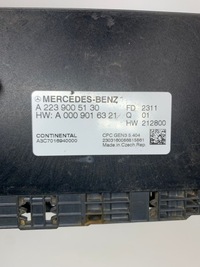 MERCEDES-BENZ
A 223 900 51 30 FD 2311
HW: A 000 901 63 21 Q 01
HW 212800
CONTINENTAL CPC GEN3.5 404
A3C7016940000
Made in Czech Rep.